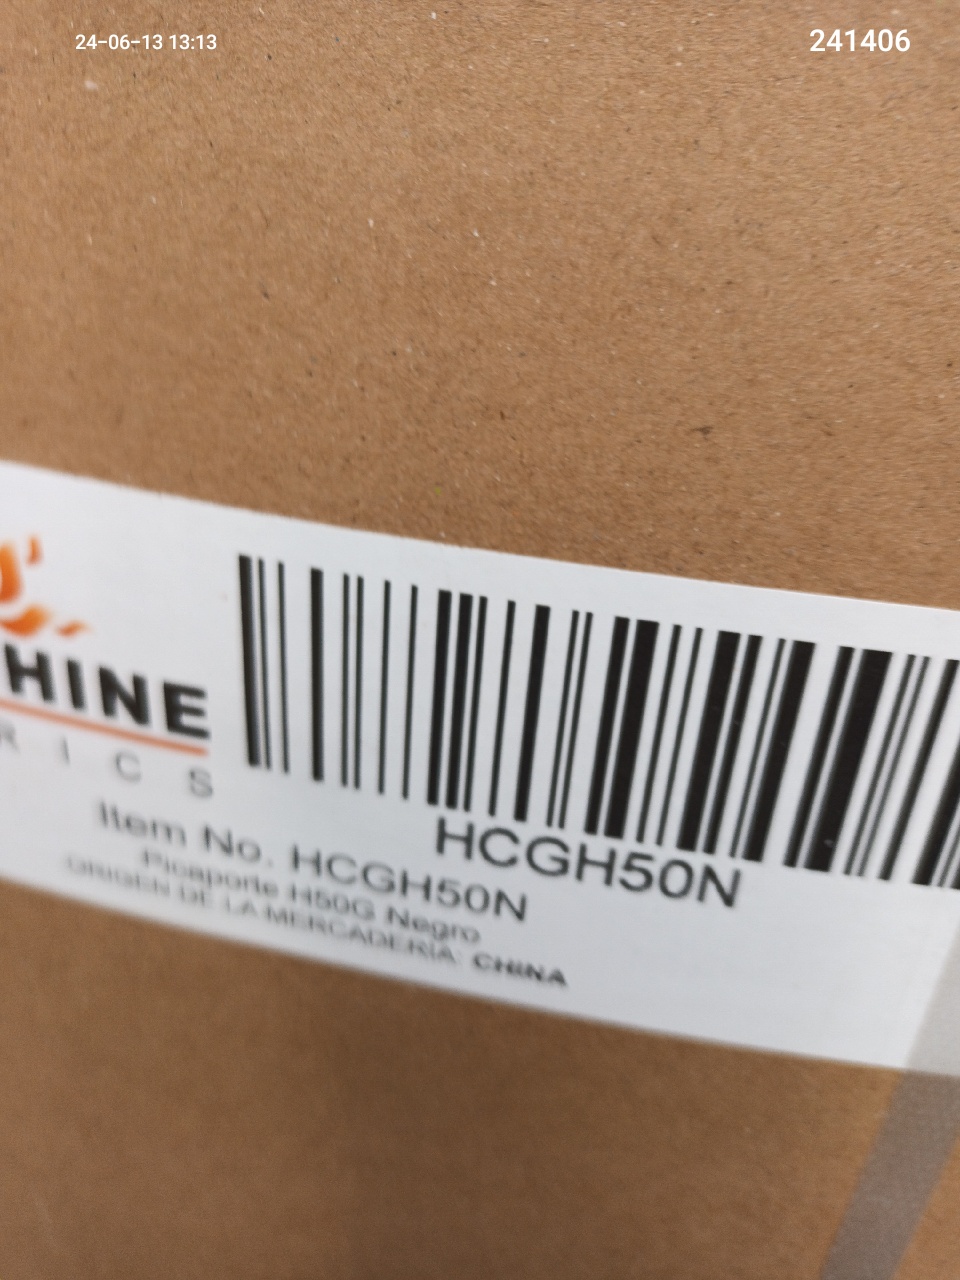 24-06-13 13:13
241406
HINE
RICS
HCGH50N
Item No. HCGH50N
Picaporte H50G Negro
ORIGEN DE LA MERCADERÍA: CHINA